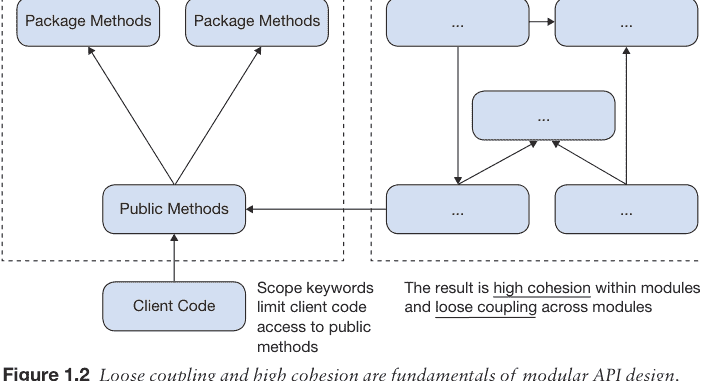 Package Methods
Package Methods
...
...
...
Public Methods
...
...
Client Code
Scope keywords
limit client code
access to public
methods
The result is high cohesion within modules
and loose coupling across modules
Figure 1.2 Loose coupling and high cohesion are fundamentals of modular API design.